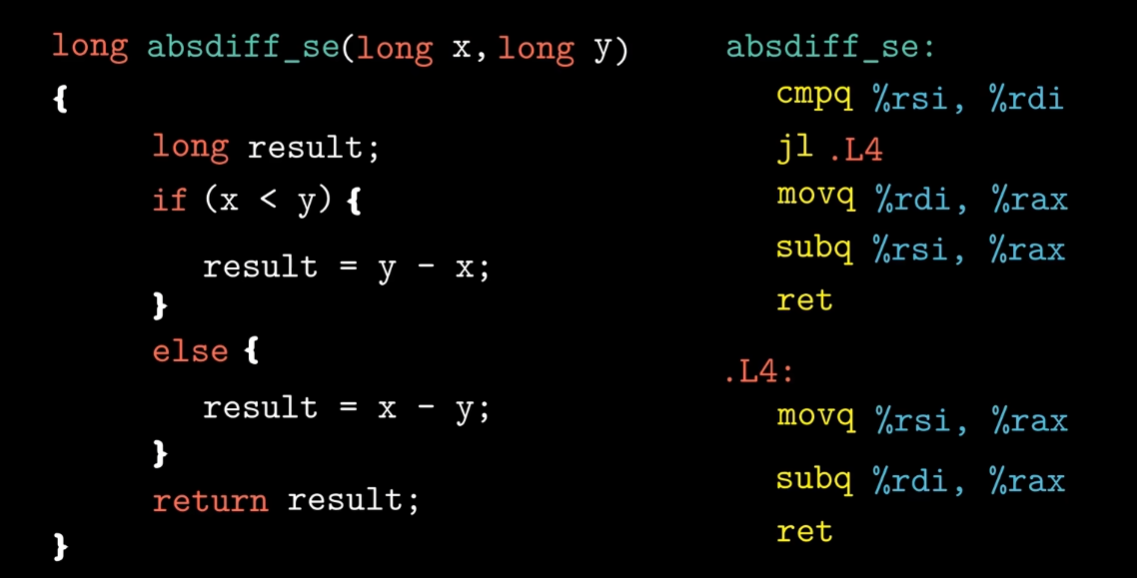 long absdiff_se(long x, long y)
{
long result;
if (x < y) {
result = y - x;
}
else {
result = x - y;
}
return result;
}
absdiff_se:
cmpq %rsi, %rdi
jl .L4
movq %rdi, %rax
subq %rsi, %rax
ret
.L4:
movq %rsi, %rax
subq %rdi, %rax
ret